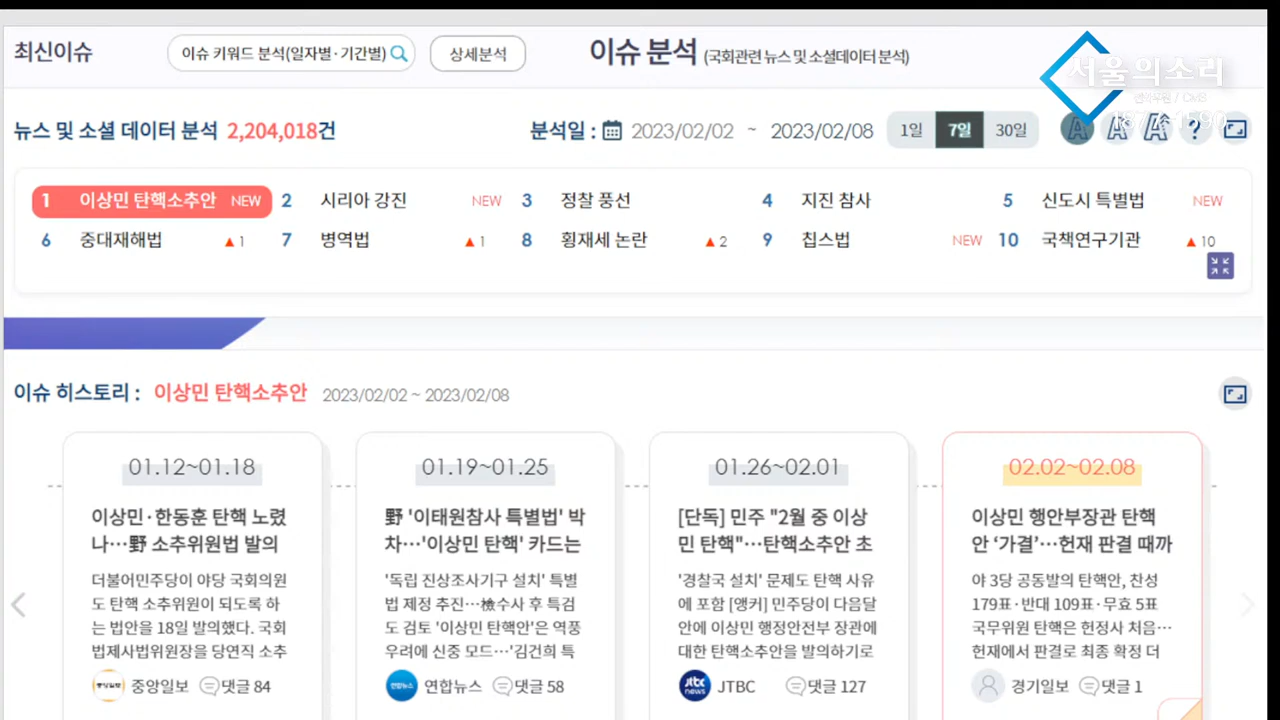 최신이슈
이슈 키워드 분석(일자별·기간별)
상세분석
이슈 분석 (국회관련 뉴스 및 소셜데이터 분석)
서울의소리
뉴스 및 소셜 데이터 분석 2,204,018건
분석일 : 2023/02/02 ~ 2023/02/08
1일 7일 30일
A A A ?
1 이상민 탄핵소추안 NEW
2 시리아 강진 NEW
3 정찰 풍선
4 지진 참사
5 신도시 특별법 NEW
6 중대재해법 ▲ 1
7 병역법 ▲ 1
8 횡재세 논란 ▲ 2
9 칩스법 NEW
10 국책연구기관 ▲ 10
이슈 히스토리 : 이상민 탄핵소추안 2023/02/02 ~ 2023/02/08
01.12~01.18
이상민·한동훈 탄핵 노렸
나…野 소추위원법 발의
더불어민주당이 야당 국회의원
도 탄핵 소추위원이 되도록 하
는 법안을 18일 발의했다. 국회
법제사법위원장을 당연직 소추
중앙일보 댓글 84
01.19~01.25
野 '이태원참사 특별법' 박
차…'이상민 탄핵' 카드는
'독립 진상조사기구 설치' 특별
법 제정 추진…檢수사 후 특검
도 검토 '이상민 탄핵안'은 역풍
우려에 신중 모드…'김건희 특
연합뉴스 댓글 58
01.26~02.01
[단독] 민주 "2월 중 이상
민 탄핵"…탄핵소추안 초
'경찰국 설치' 문제도 탄핵 사유
에 포함 [앵커] 민주당이 다음달
안에 이상민 행정안전부 장관에
대한 탄핵소추안을 발의하기로
jtbc
news
JTBC 댓글 127
02.02~02.08
이상민 행안부장관 탄핵
안 ‘가결’…헌재 판결 때까
야 3당 공동발의 탄핵안, 찬성
179표·반대 109표·무효 5표
국무위원 탄핵은 헌정사 처음…
헌재에서 판결로 최종 확정 더
경기일보 댓글 1